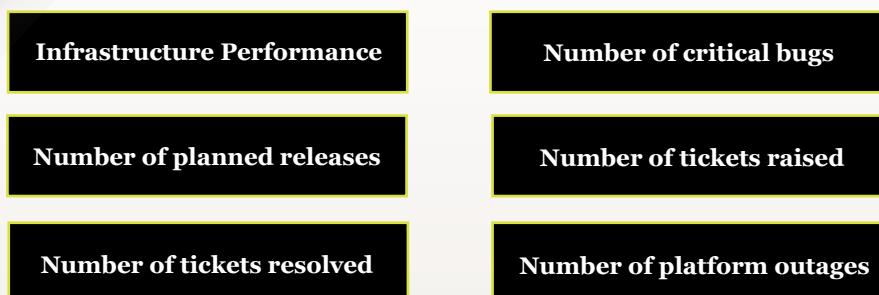 Infrastructure Performance
Number of critical bugs
Number of planned releases
Number of tickets raised
Number of tickets resolved
Number of platform outages